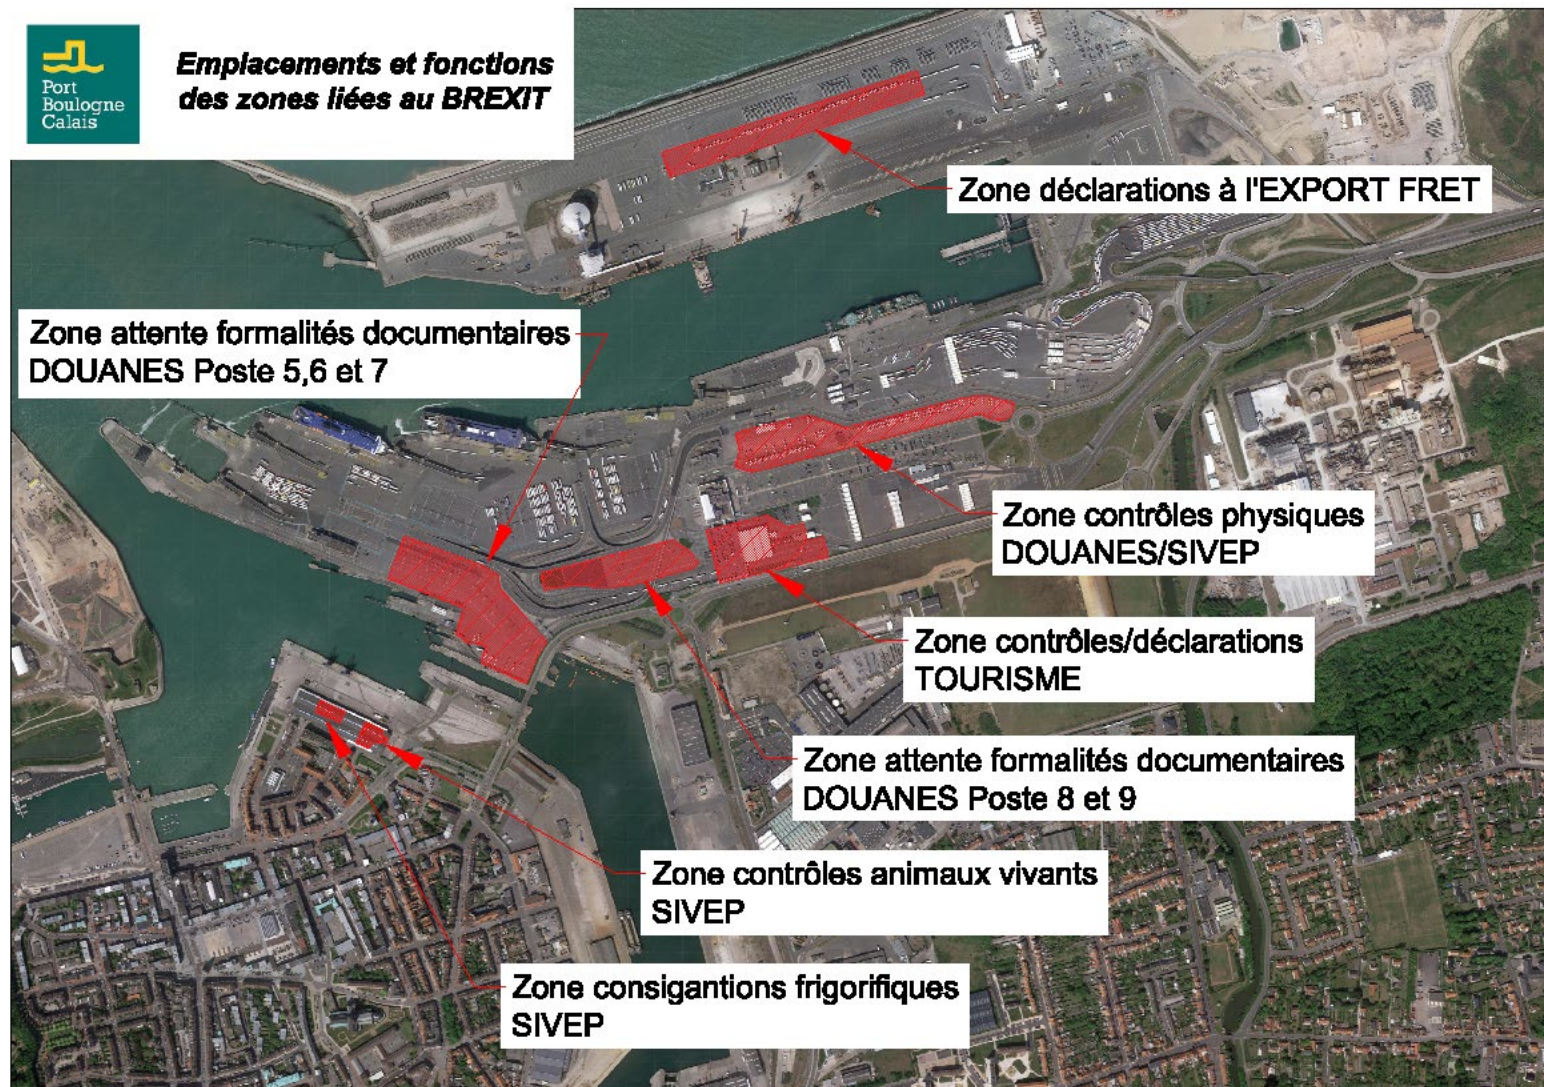 Port
Boulogne
Calais
Emplacements et fonctions
des zones liées au BREXIT
Zone déclarations à l'EXPORT FRET
Zone attente formalités documentaires
DOUANES Poste 5,6 et 7
Zone contrôles physiques
DOUANES/SIVEP
Zone contrôles/déclarations
TOURISME
Zone attente formalités documentaires
DOUANES Poste 8 et 9
Zone contrôles animaux vivants
SIVEP
Zone consigantions frigorifiques
SIVEP